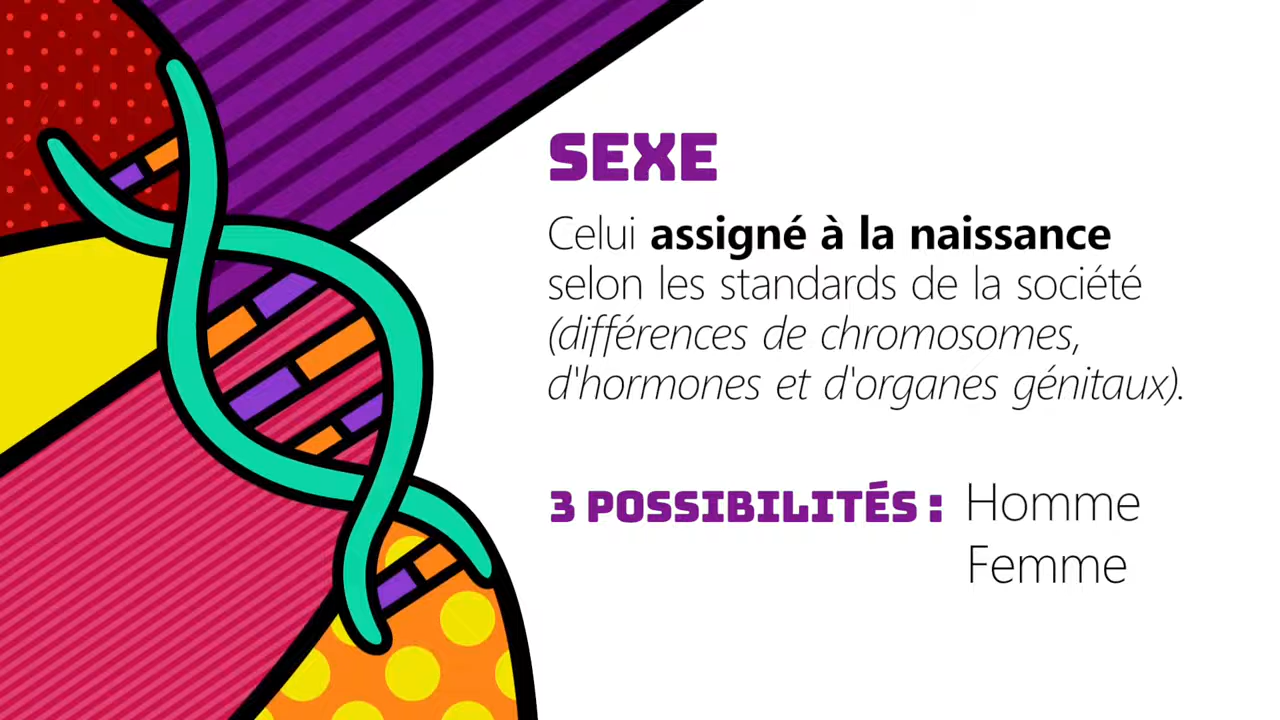 SEXE
Celui assigné à la naissance
selon les standards de la société
(différences de chromosomes,
d'hormones et d'organes génitaux).
3 POSSIBILITÉS : Homme
Femme